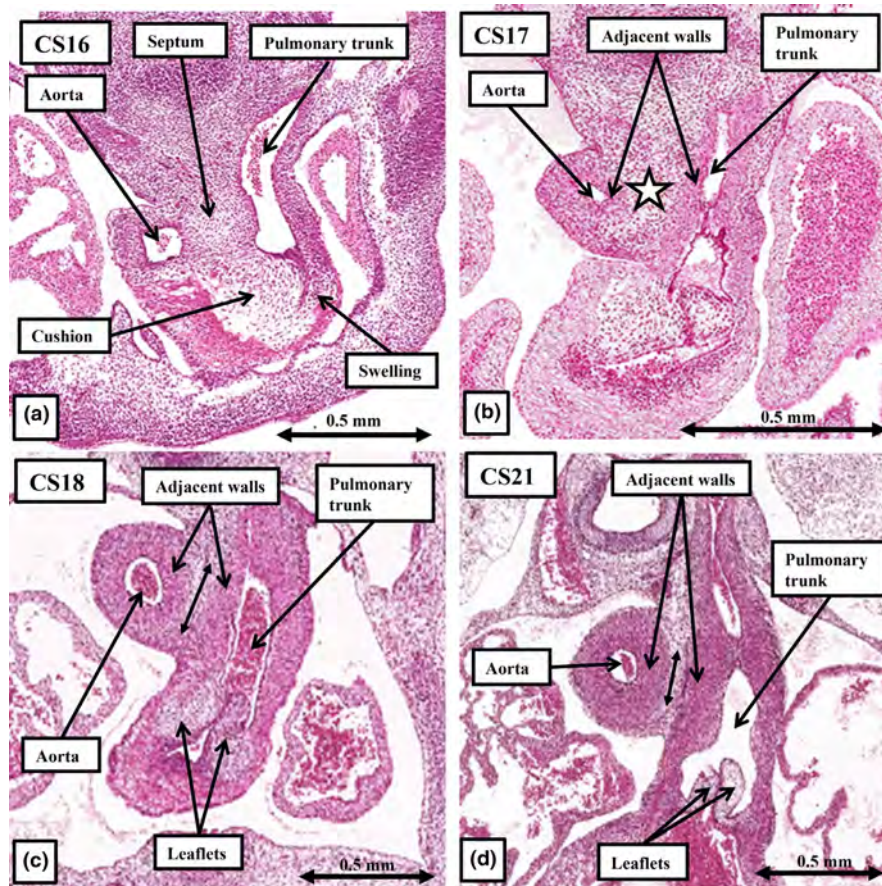 CS16
Septum
Pulmonary trunk
Aorta
Cushion
Swelling
(a)
0.5 mm
CS17
Adjacent walls
Pulmonary
trunk
Aorta
(b)
0.5 mm
CS18
Adjacent walls
Pulmonary
trunk
Aorta
Leaflets
(c)
0.5 mm
CS21
Adjacent walls
Pulmonary
trunk
Aorta
Leaflets
(d)
0.5 mm